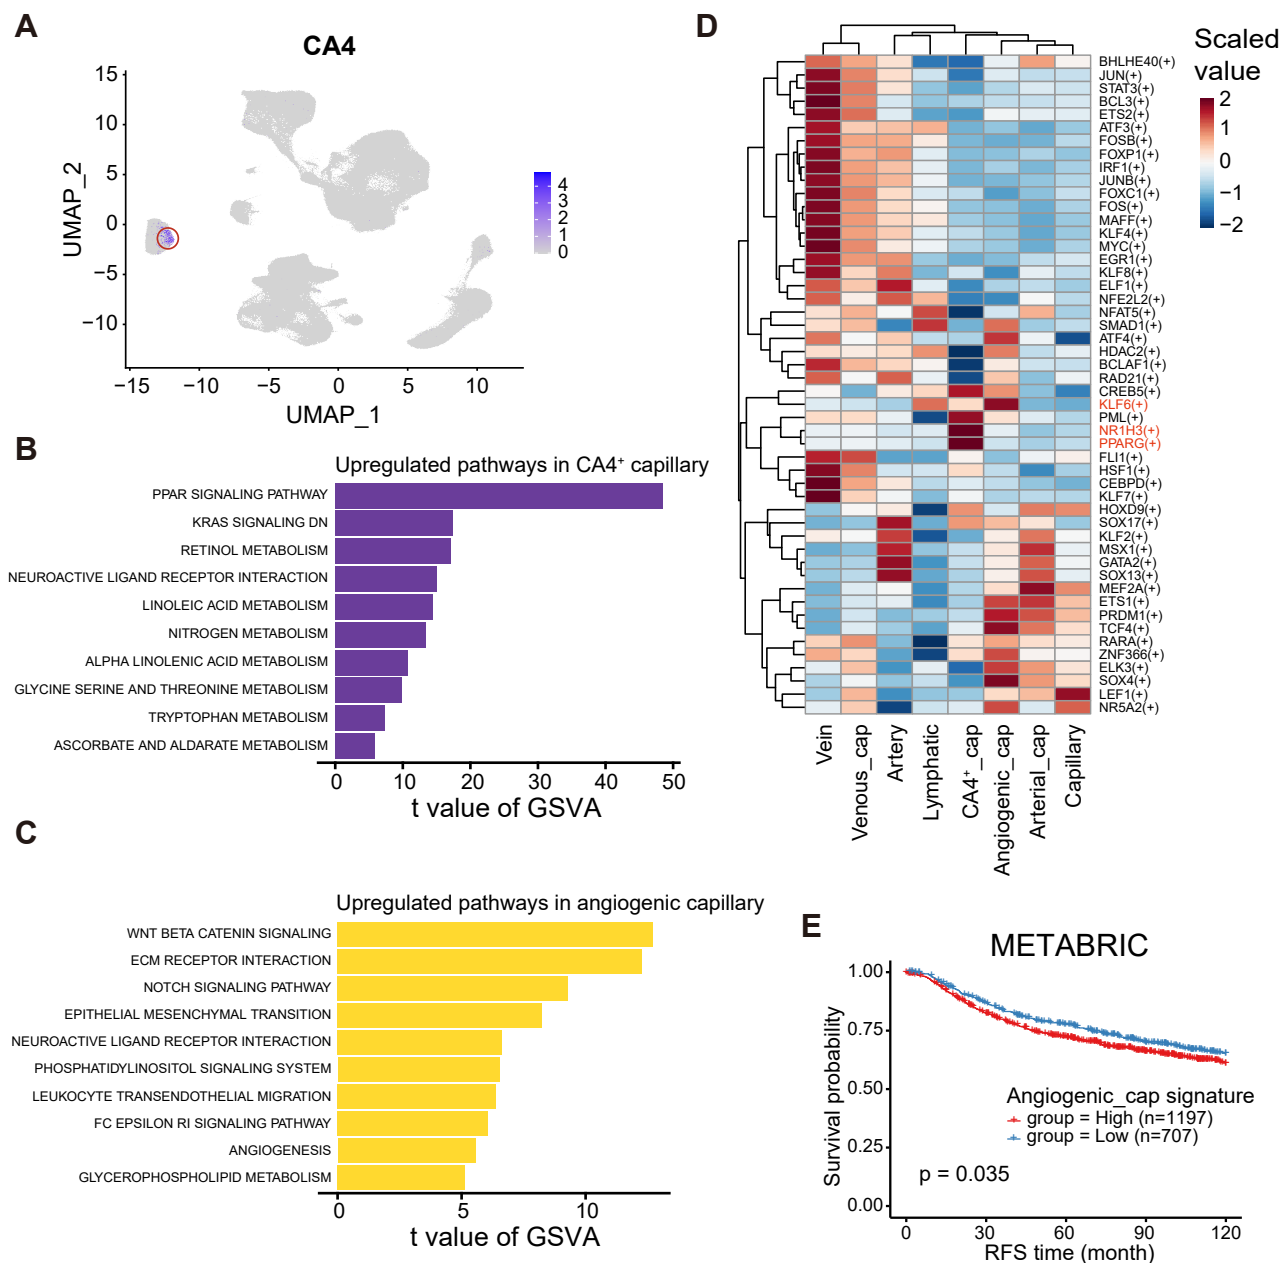 A
CA4
15
10
5
0
−5
−10
−15
−10
−5
0
5
10
UMAP_1
UMAP_2
4
3
2
1
0
B
Upregulated pathways in CA4⁺ capillary
PPAR SIGNALING PATHWAY
KRAS SIGNALING DN
RETINOL METABOLISM
NEUROACTIVE LIGAND RECEPTOR INTERACTION
LINOLEIC ACID METABOLISM
NITROGEN METABOLISM
ALPHA LINOLENIC ACID METABOLISM
GLYCINE SERINE AND THREONINE METABOLISM
TRYPTOPHAN METABOLISM
ASCORBATE AND ALDARATE METABOLISM
0 10 20 30 40 50
t value of GSVA
C
Upregulated pathways in angiogenic capillary
WNT BETA CATENIN SIGNALING
ECM RECEPTOR INTERACTION
NOTCH SIGNALING PATHWAY
EPITHELIAL MESENCHYMAL TRANSITION
NEUROACTIVE LIGAND RECEPTOR INTERACTION
PHOSPHATIDYLINOSITOL SIGNALING SYSTEM
LEUKOCYTE TRANSENDOTHELIAL MIGRATION
FC EPSILON RI SIGNALING PATHWAY
ANGIOGENESIS
GLYCEROPHOSPHOLIPID METABOLISM
0 5 10
t value of GSVA
D
Scaled
value
2
1
0
−1
−2
BHLHE40(+)
JUN(+)
STAT3(+)
BCL3(+)
ETS2(+)
ATF3(+)
FOSB(+)
FOXP1(+)
IRF1(+)
JUNB(+)
FOXC1(+)
FOS(+)
MAFF(+)
KLF4(+)
MYC(+)
EGR1(+)
KLF8(+)
ELF1(+)
NFE2L2(+)
NFAT5(+)
SMAD1(+)
ATF4(+)
HDAC2(+)
BCLAF1(+)
RAD21(+)
CREB5(+)
KLF6(+)
PML(+)
NR1H3(+)
PPARG(+)
FLI1(+)
HSF1(+)
CEBPD(+)
KLF7(+)
HOXD9(+)
SOX17(+)
KLF2(+)
MSX1(+)
GATA2(+)
SOX13(+)
MEF2A(+)
ETS1(+)
PRDM1(+)
TCF4(+)
RARA(+)
ZNF366(+)
ELK3(+)
SOX4(+)
LEF1(+)
NR5A2(+)
Vein
Venous_cap
Artery
Lymphatic
CA4⁺_cap
Angiogenic_cap
Arterial_cap
Capillary
E
METABRIC
1.00
0.75
0.50
0.25
0.00
Survival probability
Angiogenic_cap signature
group = High (n=1197)
group = Low (n=707)
p = 0.035
0 30 60 90 120
RFS time (month)